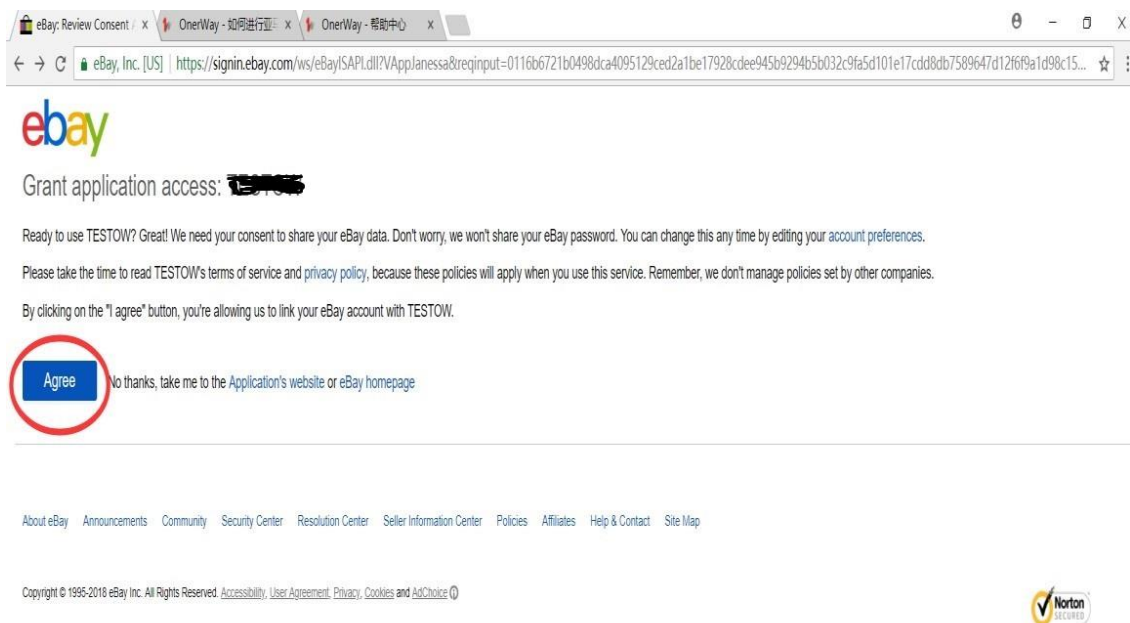 eBay: Review Consent A
OnerWay - 如何进行亚马
OnerWay - 帮助中心
eBay, Inc. [US] | https://signin.ebay.com/ws/eBayISAPI.dll?VAppJanessa&reqinput=0116b6721b0498dca4095129ced2a1be17928cdee945b9294b5b032c9fa5d101e17cdd8db7589647d12f6f9a1d98c15...
ebay
Grant application access:
Ready to use TESTOW? Great! We need your consent to share your eBay data. Don't worry, we won't share your eBay password. You can change this any time by editing your account preferences.
Please take the time to read TESTOW's terms of service and privacy policy, because these policies will apply when you use this service. Remember, we don't manage policies set by other companies.
By clicking on the "I agree" button, you're allowing us to link your eBay account with TESTOW.
Agree No thanks, take me to the Application's website or eBay homepage
About eBay Announcements Community Security Center Resolution Center Seller Information Center Policies Affiliates Help & Contact Site Map
Copyright © 1995-2018 eBay Inc. All Rights Reserved. Accessibility, User Agreement, Privacy, Cookies and AdChoice
Norton
SECURED